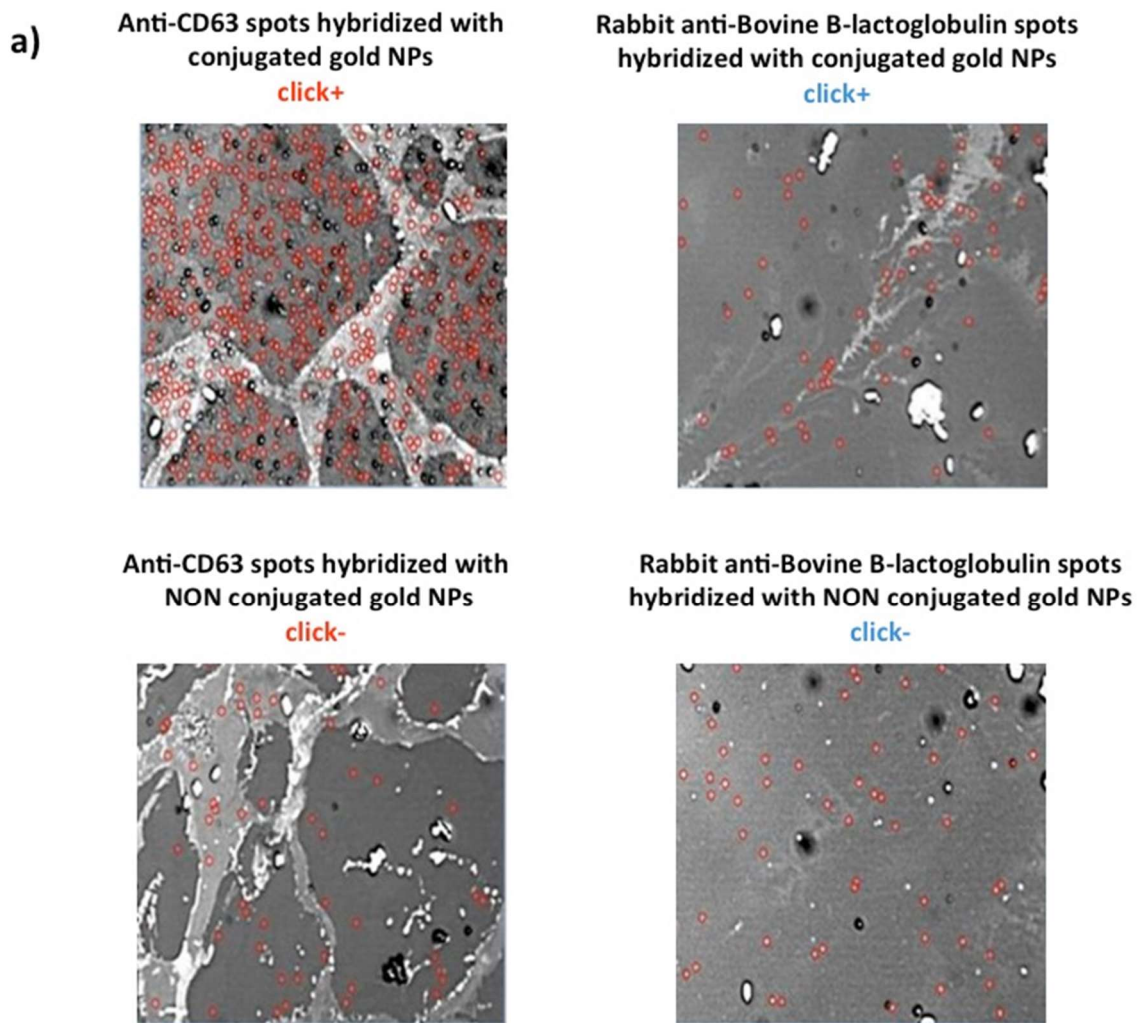 a)
Anti-CD63 spots hybridized with
conjugated gold NPs
click+
Rabbit anti-Bovine B-lactoglobulin spots
hybridized with conjugated gold NPs
click+
Anti-CD63 spots hybridized with
NON conjugated gold NPs
click-
Rabbit anti-Bovine B-lactoglobulin spots
hybridized with NON conjugated gold NPs
click-